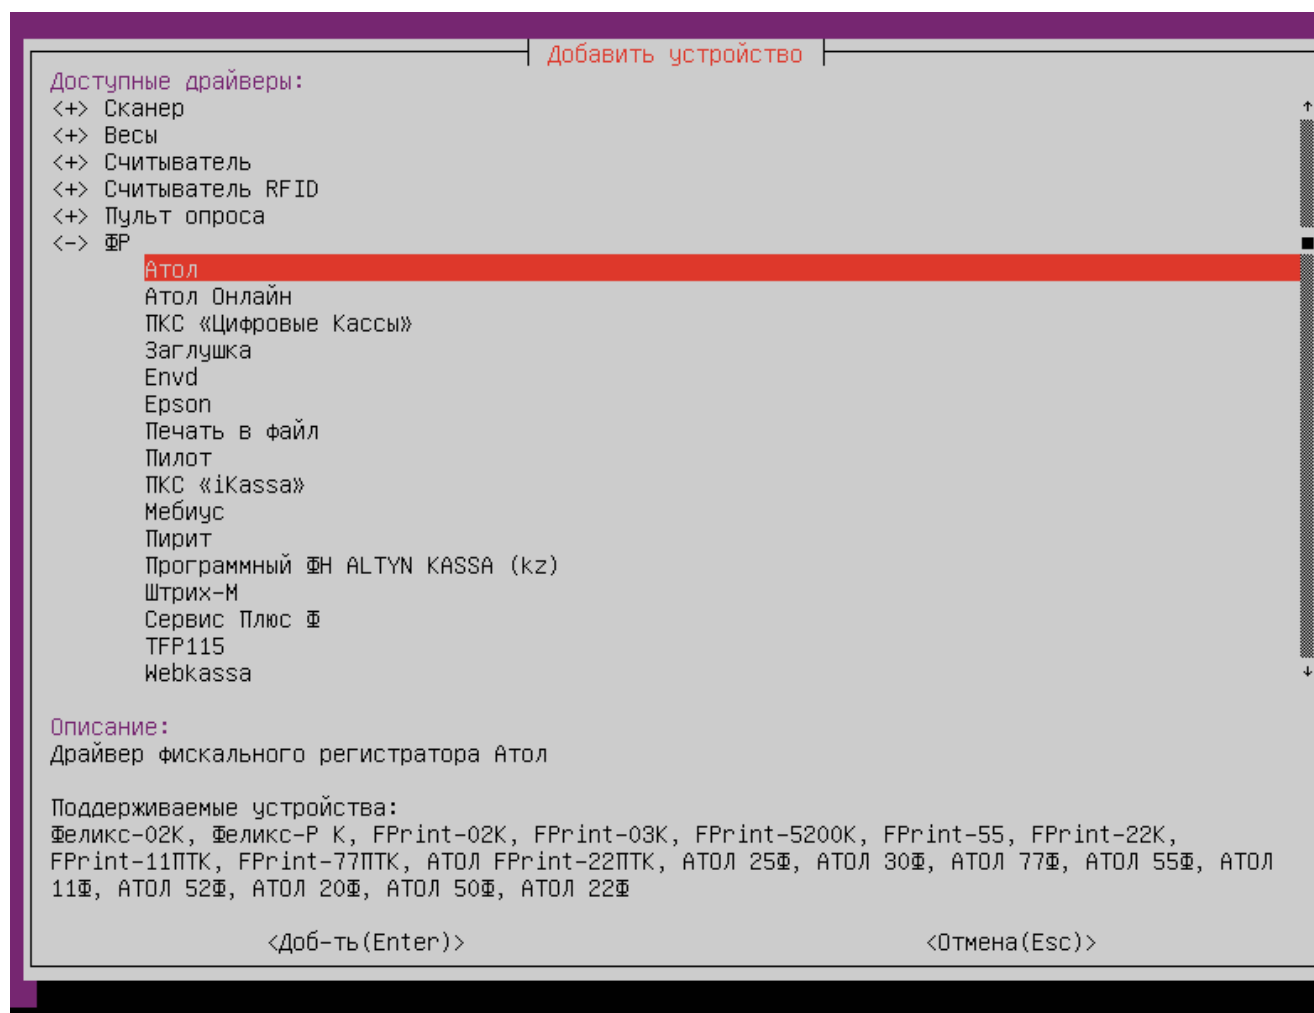 Добавить устройство
Доступные драйверы:
<+> Сканер
<+> Весы
<+> Считыватель
<+> Считыватель RFID
<+> Пульт опроса
<-> ФР
Атол
Атол Онлайн
ПКС «Цифровые Кассы»
Заглушка
Envd
Epson
Печать в файл
Пилот
ПКС «iKassa»
Мебиус
Пирит
Программный ФН ALTYN KASSA (kz)
Штрих-М
Сервис Плюс Ф
TFP115
Webkassa
Описание:
Драйвер фискального регистратора Атол
Поддерживаемые устройства:
Феликс-02К, Феликс-Р К, FPrint-02K, FPrint-03K, FPrint-5200K, FPrint-55, FPrint-22K,
FPrint-11ПТК, FPrint-77ПТК, АТОЛ FPrint-22ПТК, АТОЛ 25Ф, АТОЛ 30Ф, АТОЛ 77Ф, АТОЛ 55Ф, АТОЛ
11Ф, АТОЛ 52Ф, АТОЛ 20Ф, АТОЛ 50Ф, АТОЛ 22Ф
<Доб-ть(Enter)> <Отмена(Esc)>